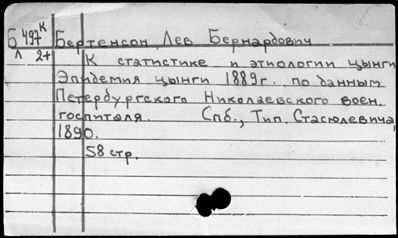 Б 497к Бертенсон Лев Бернардович
Л 2+ К статистике и этиологии цынги
Эпидемия цынги 1889г. по данным
Петербургского Николаевского воен.
госпиталя. Спб., Тип. Стасюлевича,
1890.
58 стр.